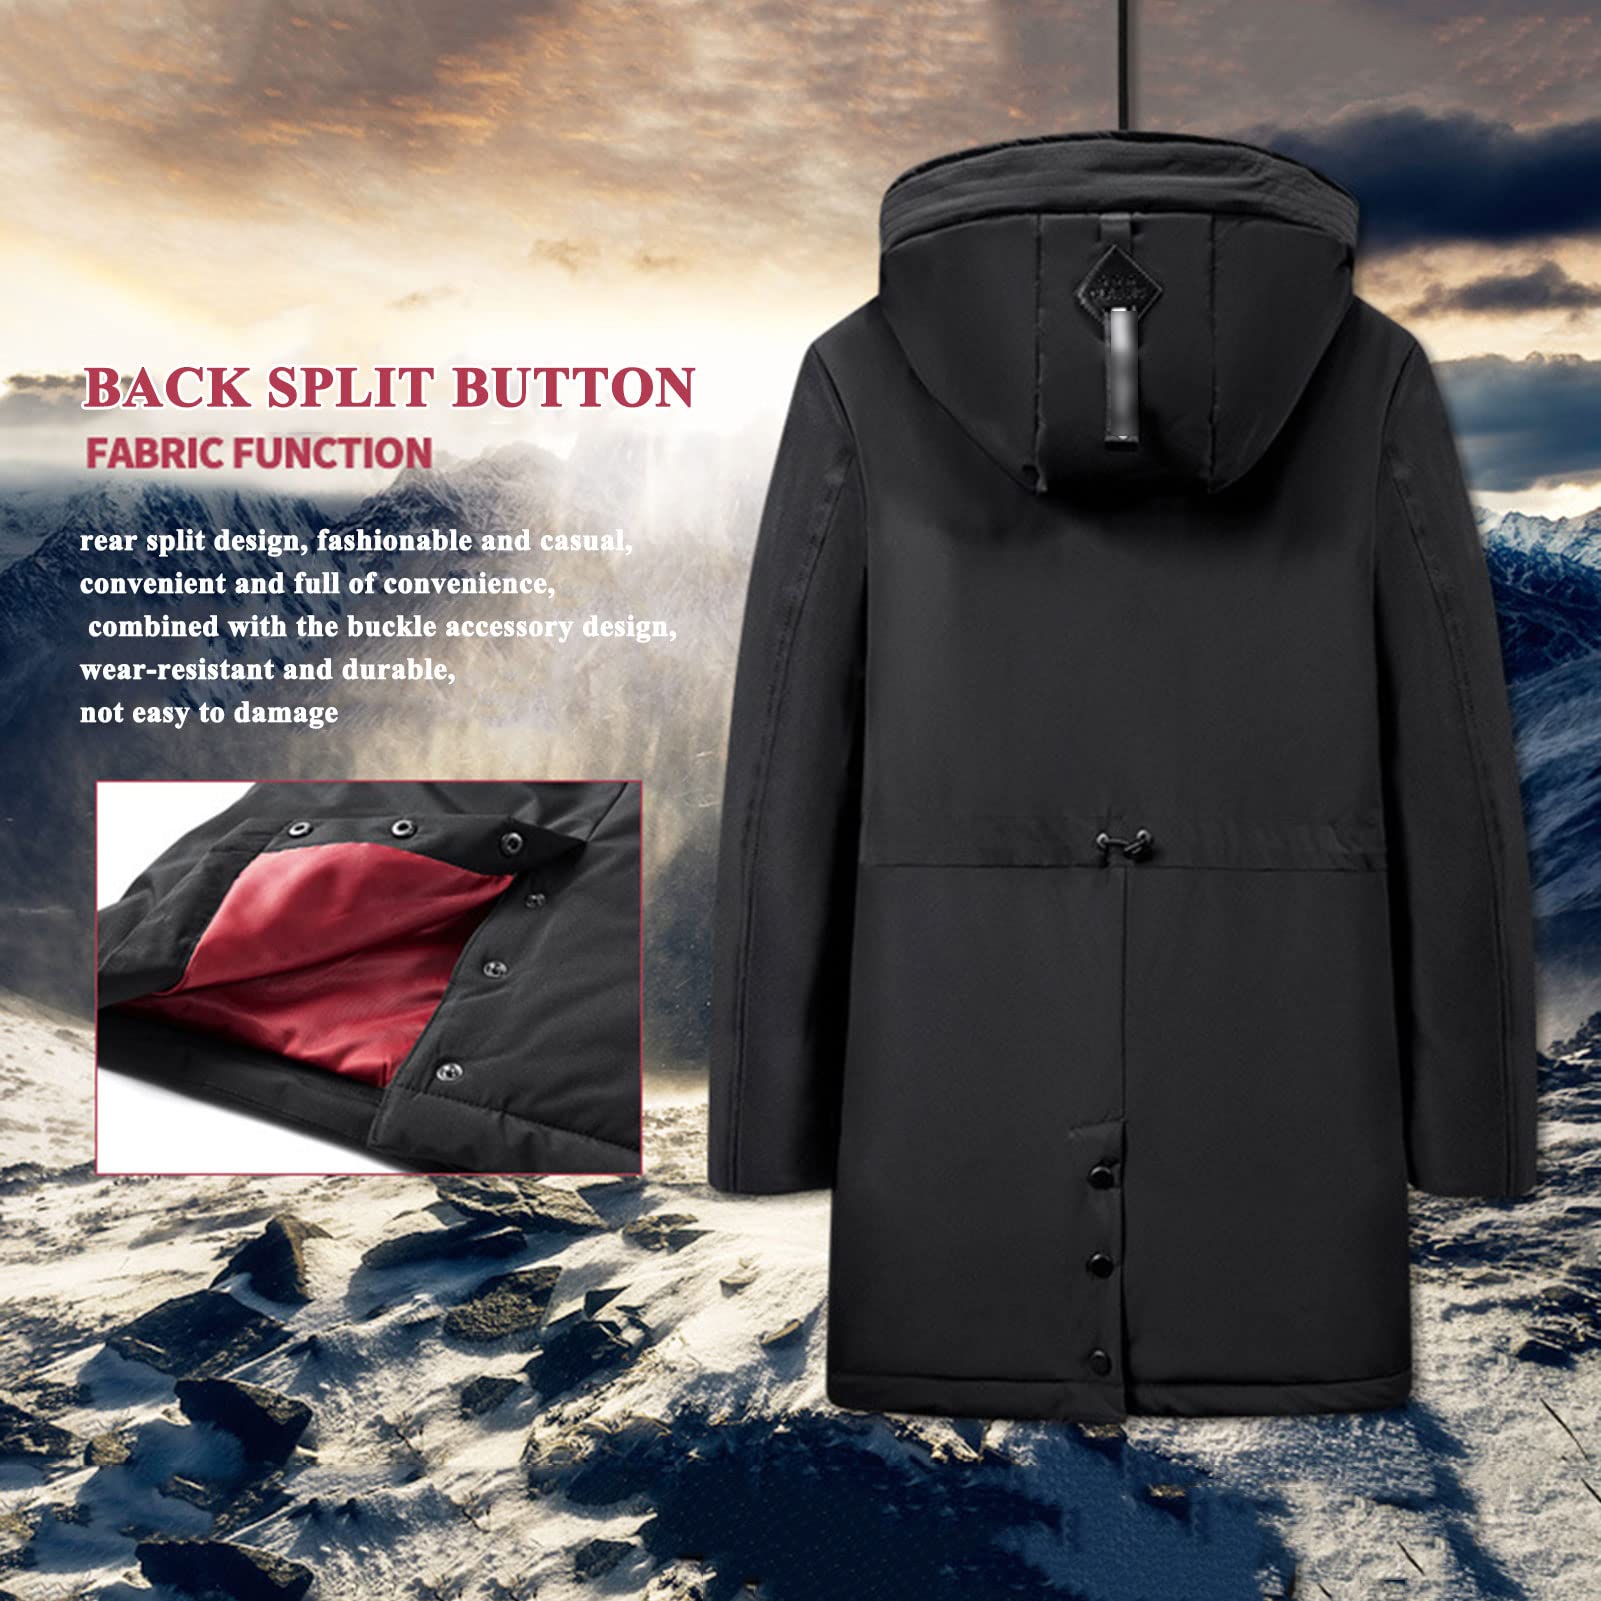 BACK SPLIT BUTTON
FABRIC FUNCTION
rear split design, fashionable and casual,
convenient and full of convenience,
combined with the buckle accessory design,
wear-resistant and durable,
not easy to damage